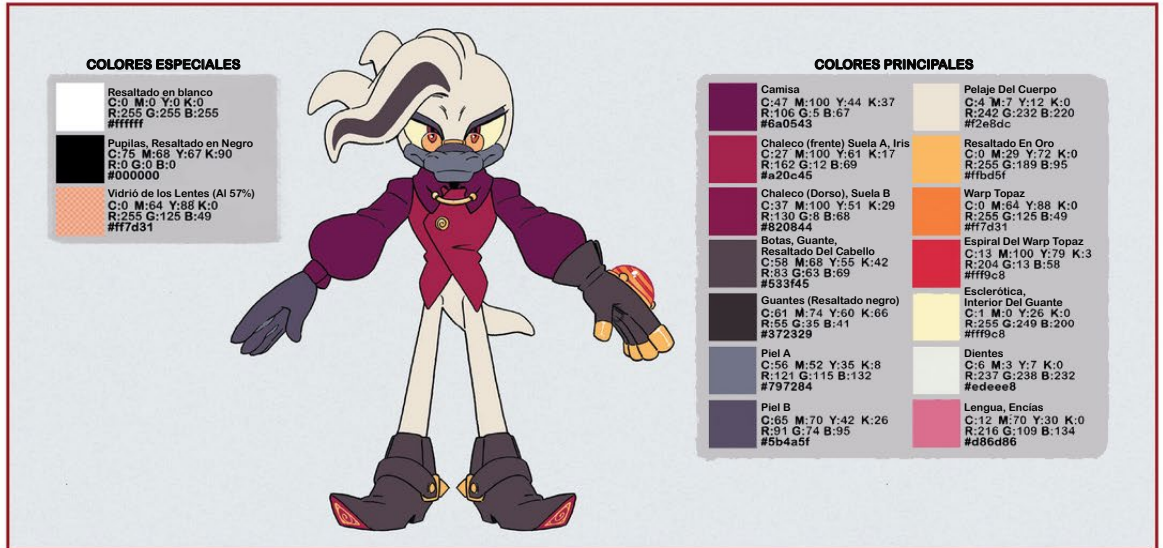 COLORES ESPECIALES
Resaltado en blanco
C:0 M:0 Y:0 K:0
R:255 G:255 B:255
#ffffff
Pupilas, Resaltado en Negro
C:75 M:68 Y:67 K:90
R:0 G:0 B:0
#000000
Vidrió de los Lentes (Al 57%)
C:0 M:64 Y:88 K:0
R:255 G:125 B:49
#ff7d31
COLORES PRINCIPALES
Camisa
C:47 M:100 Y:44 K:37
R:106 G:5 B:67
#6a0543
Chaleco (frente) Suela A, Iris
C:27 M:100 Y:61 K:17
R:162 G:12 B:69
#a20c45
Chaleco (Dorso), Suela B
C:37 M:100 Y:51 K:29
R:130 G:8 B:68
#820844
Botas, Guante,
Resaltado Del Cabello
C:58 M:68 Y:55 K:42
R:83 G:63 B:69
#533f45
Guantes (Resaltado negro)
C:61 M:74 Y:60 K:66
R:55 G:35 B:41
#372329
Piel A
C:56 M:52 Y:35 K:8
R:121 G:115 B:132
#797284
Piel B
C:65 M:70 Y:42 K:26
R:91 G:74 B:95
#5b4a5f
Pelaje Del Cuerpo
C:4 M:7 Y:12 K:0
R:242 G:232 B:220
#f2e8dc
Resaltado En Oro
C:0 M:29 Y:72 K:0
R:255 G:189 B:95
#ffbd5f
Warp Topaz
C:0 M:64 Y:88 K:0
R:255 G:125 B:49
#ff7d31
Espiral Del Warp Topaz
C:13 M:100 Y:79 K:3
R:204 G:13 B:58
#fff9c8
Esclerótica,
Interior Del Guante
C:1 M:0 Y:26 K:0
R:255 G:249 B:200
#fff9c8
Dientes
C:6 M:3 Y:7 K:0
R:237 G:238 B:232
#edeee8
Lengua, Encías
C:12 M:70 Y:30 K:0
R:216 G:109 B:134
#d86d86